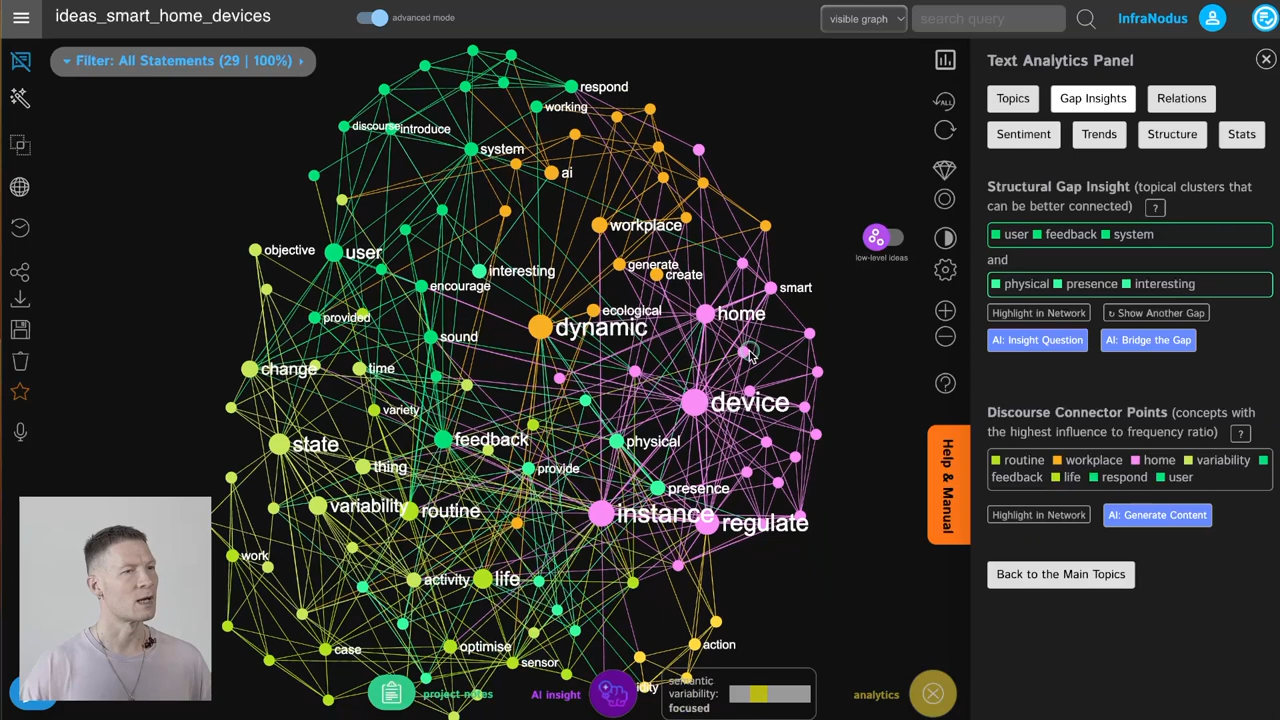 ideas_smart_home_devices
advanced mode
visible graph
search query
InfraNodus
Filter: All Statements (29 | 100%)
respond
working
discourse
introduce
system
ai
workplace
objective
user
interesting
generate
create
smart
encourage
ecological
home
provided
dynamic
sound
change
time
device
variety
state
feedback
physical
thing
provide
presence
variability
routine
instance
regulate
work
activity
life
case
optimise
sensor
action
low-level ideas
project notes
AI insight
semantic
variability:
focused
analytics
ALL
Help & Manual
Text Analytics Panel
Topics
Gap Insights
Relations
Sentiment
Trends
Structure
Stats
Structural Gap Insight (topical clusters that
can be better connected) ?
user feedback system
and
physical presence interesting
Highlight in Network
Show Another Gap
AI: Insight Question
AI: Bridge the Gap
Discourse Connector Points (concepts with
the highest influence to frequency ratio) ?
routine workplace home variability
feedback life respond user
Highlight in Network
AI: Generate Content
Back to the Main Topics